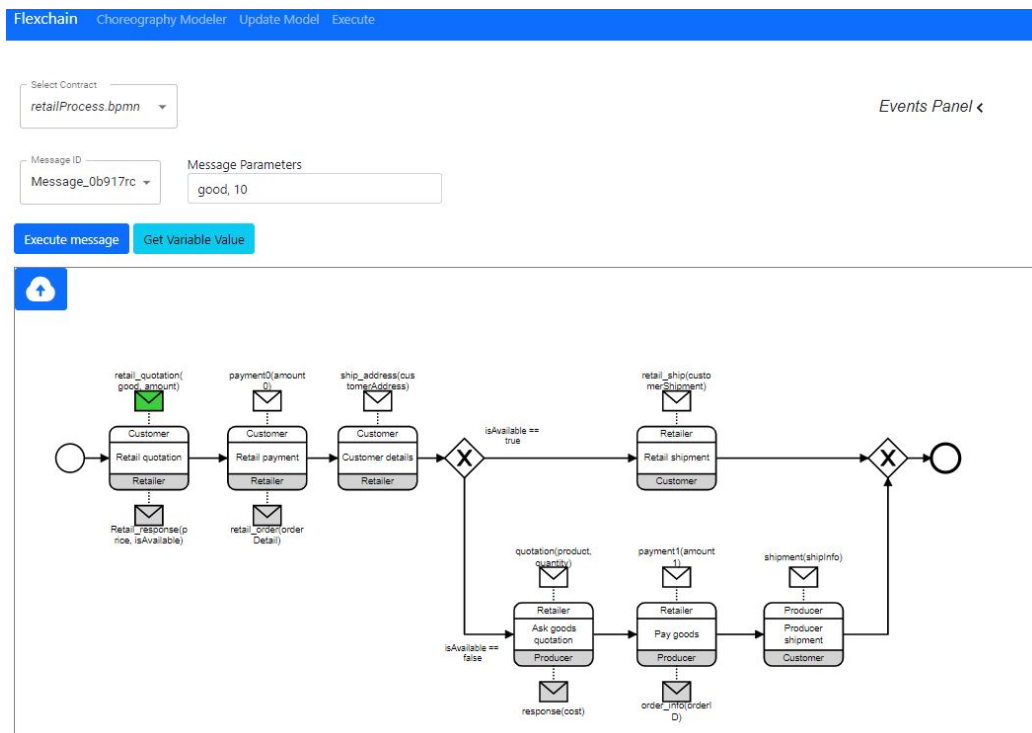 Flexchain Choreography Modeler Update Model Execute
Select Contract
retailProcess.bpmn
Events Panel
Message ID
Message_0b917rc
Message Parameters
good, 10
Execute message
Get Variable Value
retail_quotation(
good, amount)
payment0(amount
0)
ship_address(cus
tomerAddress)
retail_ship(custo
merShipment)
Customer
Retail quotation
Retailer
Customer
Retail payment
Retailer
Customer
Customer details
Retailer
X
isAvailable ==
true
Retailer
Retail shipment
Customer
X
Retail_response(p
rice, isAvailable)
retail_order(order
Detail)
quotation(product,
quantity)
payment1(amount
1)
shipment(shipInfo)
isAvailable ==
false
Retailer
Ask goods
quotation
Producer
Retailer
Pay goods
Producer
Producer
Producer
shipment
Customer
response(cost)
order_info(orderI
D)